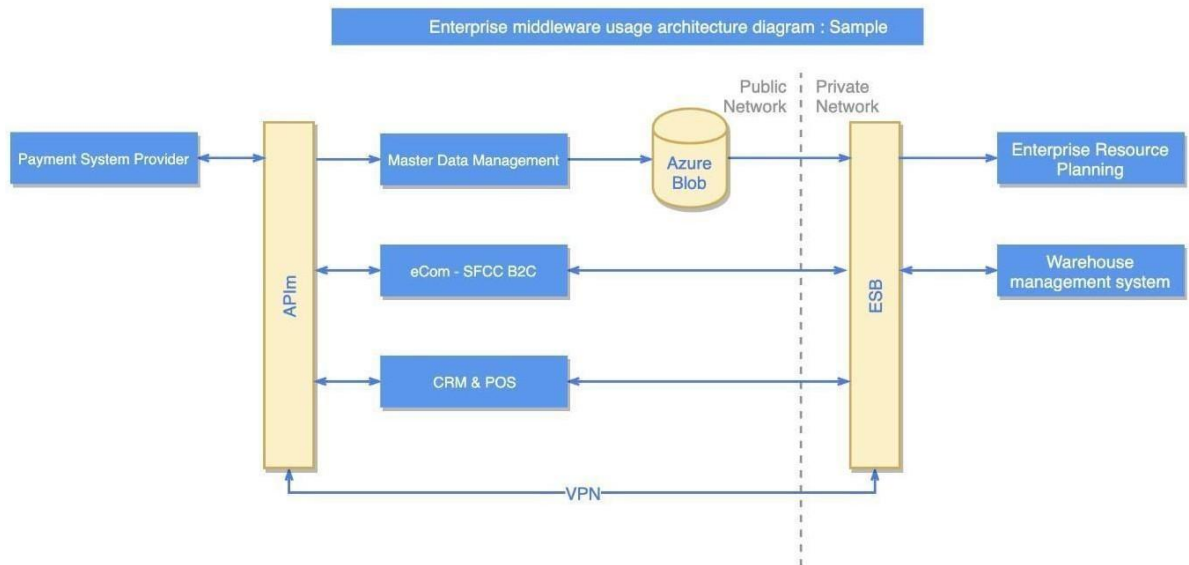 Enterprise middleware usage architecture diagram : Sample
Public
Network
Private
Network
Payment System Provider
APIm
Master Data Management
Azure
Blob
ESB
Enterprise Resource
Planning
eCom - SFCC B2C
Warehouse
management system
CRM & POS
VPN